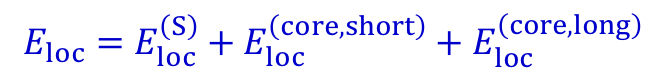 E_loc = E_loc^(S) + E_loc^(core,short) + E_loc^(core,long)